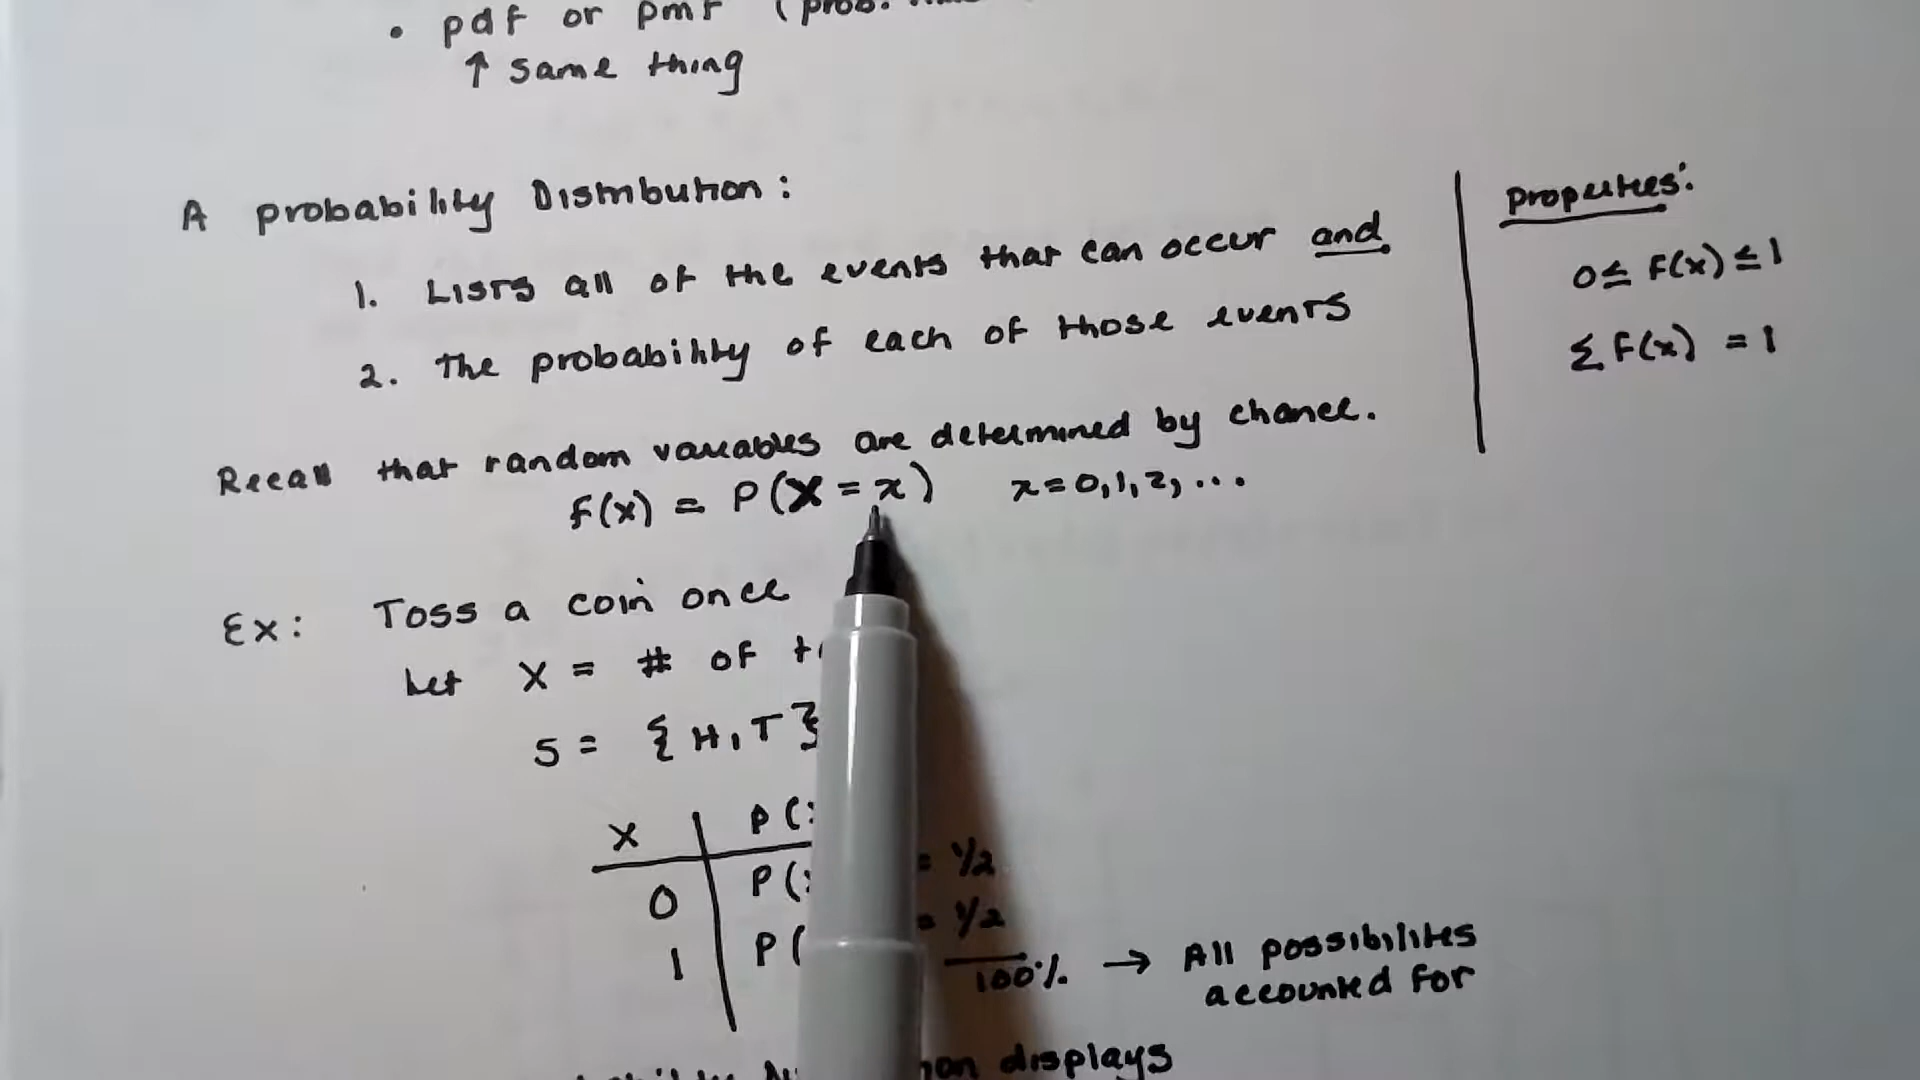 • pdf or pmf (prob.
↑ same thing
A probability Distribution:
1. Lists all of the events that can occur and
2. The probability of each of those events
Recall that random variables are determined by chance.
f(x) = P(X = x) x = 0, 1, 2, ...
Properties:
0 ≤ f(x) ≤ 1
Σ f(x) = 1
Ex: Toss a coin once
Let X = # of
S = {H, T}
X P(
0 P( = 1/2
1 P( = 1/2
100% → All possibilities
accounted for
displays